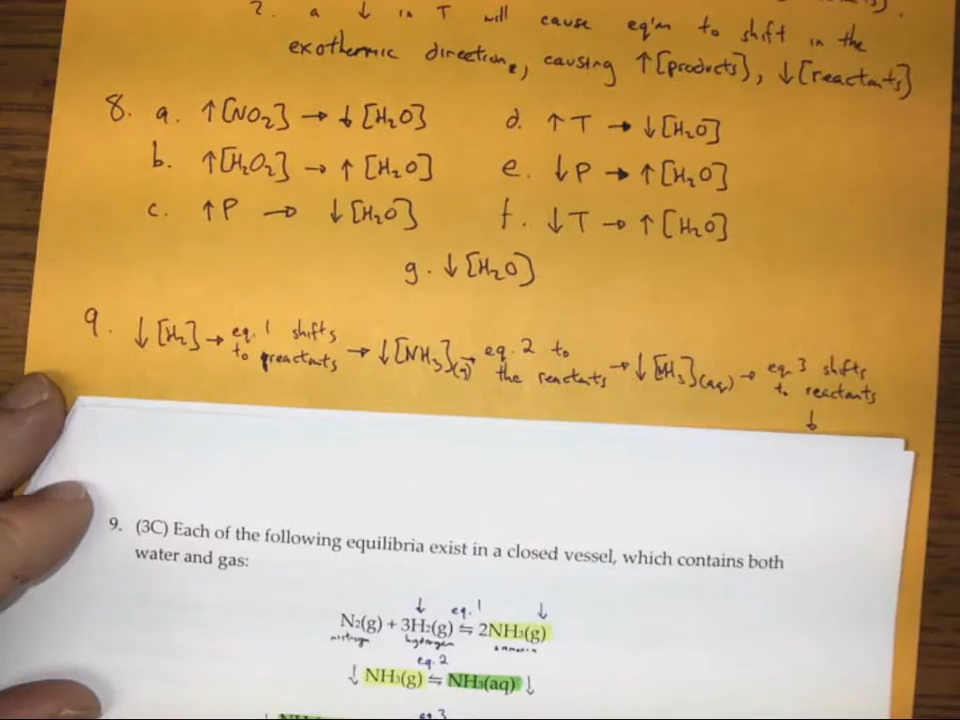 2. a ↓ in T will cause eq'm to shift in the
exothermic direction, causing ↑[products], ↓[reactants]
8. a. ↑[NO₂] → ↓ [H₂O]
d. ↑T → ↓[H₂O]
b. ↑[H₂O₂] → ↑ [H₂O]
e. ↓P → ↑[H₂O]
c. ↑P → ↓[H₂O]
f. ↓T → ↑[H₂O]
g. ↓[H₂O]
9. ↓[H₂] → eq. 1 shifts to reactants → ↓[NH₃](g) → eq. 2 to the reactants → ↓[NH₃](aq) → eq 3 shifts to reactants
↓
9. (3C) Each of the following equilibria exist in a closed vessel, which contains both
water and gas:
↓ eq. 1 ↓
N₂(g) + 3H₂(g) ⇋ 2NH₃(g)
nitrogen hydrogen ammonia
eq. 2
↓ NH₃(g) ⇋ NH₃(aq) ↓
eq 3